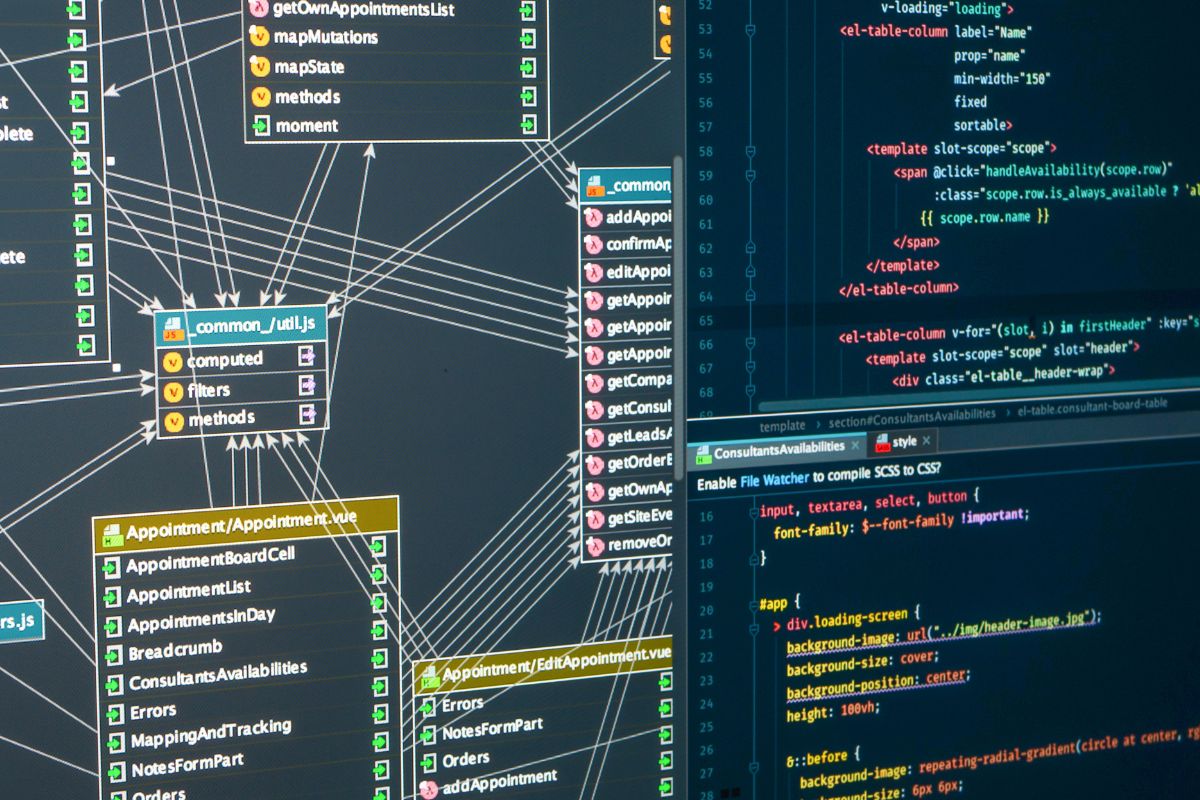 getOwnAppointmentsList
mapMutations
mapState
methods
moment
_common_/util.js
computed
filters
methods
Appointment/Appointment.vue
AppointmentBoardCell
AppointmentList
AppointmentsInDay
Breadcrumb
ConsultantsAvailabilities
Errors
MappingAndTracking
NotesFormPart
Orders
rs.js
_common
addAppoi
confirmAp
editAppoi
getAppoir
getAppoir
getAppoir
getCompa
getConsul
getLeadsA
getOrderB
getOwnAp
getSiteEve
removeOr
Appointment/EditAppointment.vue
Errors
NotesFormPart
Orders
addAppointment
52 v-loading="loading">
53 <el-table-column label="Name"
54 prop="name"
55 min-width="150"
56 fixed
57 sortable>
58 <template slot-scope="scope">
59 <span @click="handleAvailability(scope.row)"
60 :class="scope.row.is_always_available ? 'al
61 {{ scope.row.name }}
62 </span>
63 </template>
64 </el-table-column>
65
66 <el-table-column v-for="(slot, i) in firstHeader" :key="s
67 <template slot-scope="scope" slot="header">
68 <div class="el-table__header-wrap">
69
template › section#ConsultantsAvailabilities › el-table.consultant-board-table
ConsultantsAvailabilities × style ×
Enable File Watcher to compile SCSS to CSS?
16 input, textarea, select, button {
17 font-family: $--font-family !important;
18 }
19
20 #app {
21 > div.loading-screen {
22 background-image: url("../img/header-image.jpg");
23 background-size: cover;
24 background-position: center;
25 height: 100vh;
26
27 &::before {
28 background-image: repeating-radial-gradient(circle at center, rg
background-size: 6px 6px;